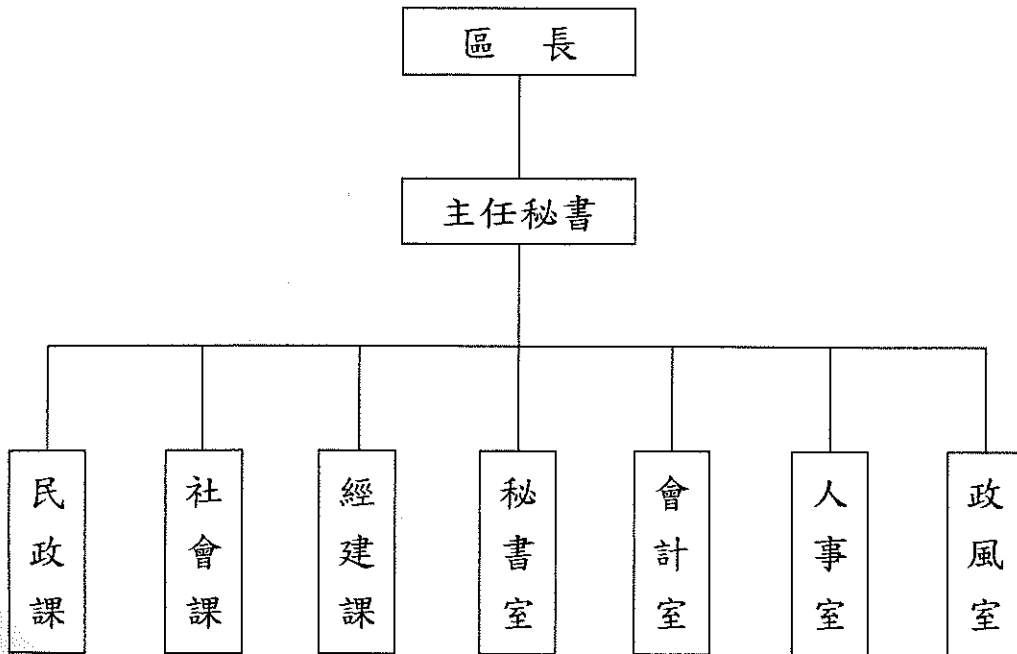 區 長
主任秘書
民政課
社會課
經建課
秘書室
會計室
人事室
政風室